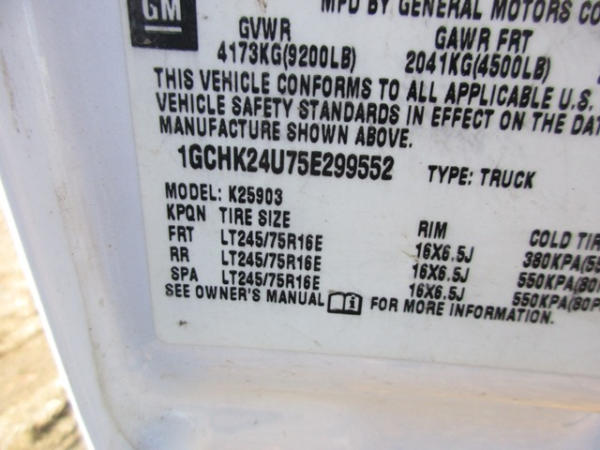 GM
MFD BY GENERAL MOTORS CO
GVWR GAWR FRT
4173KG(9200LB) 2041KG(4500LB)
THIS VEHICLE CONFORMS TO ALL APPLICABLE U.S.
VEHICLE SAFETY STANDARDS IN EFFECT ON THE DAT
MANUFACTURE SHOWN ABOVE.
1GCHK24U75E299552 TYPE: TRUCK
MODEL: K25903
KPQN TIRE SIZE RIM COLD TIR
FRT LT245/75R16E 16X6.5J 380KPA(55
RR LT245/75R16E 16X6.5J 550KPA(80
SPA LT245/75R16E 16X6.5J 550KPA(80P
SEE OWNER'S MANUAL FOR MORE INFORMATION